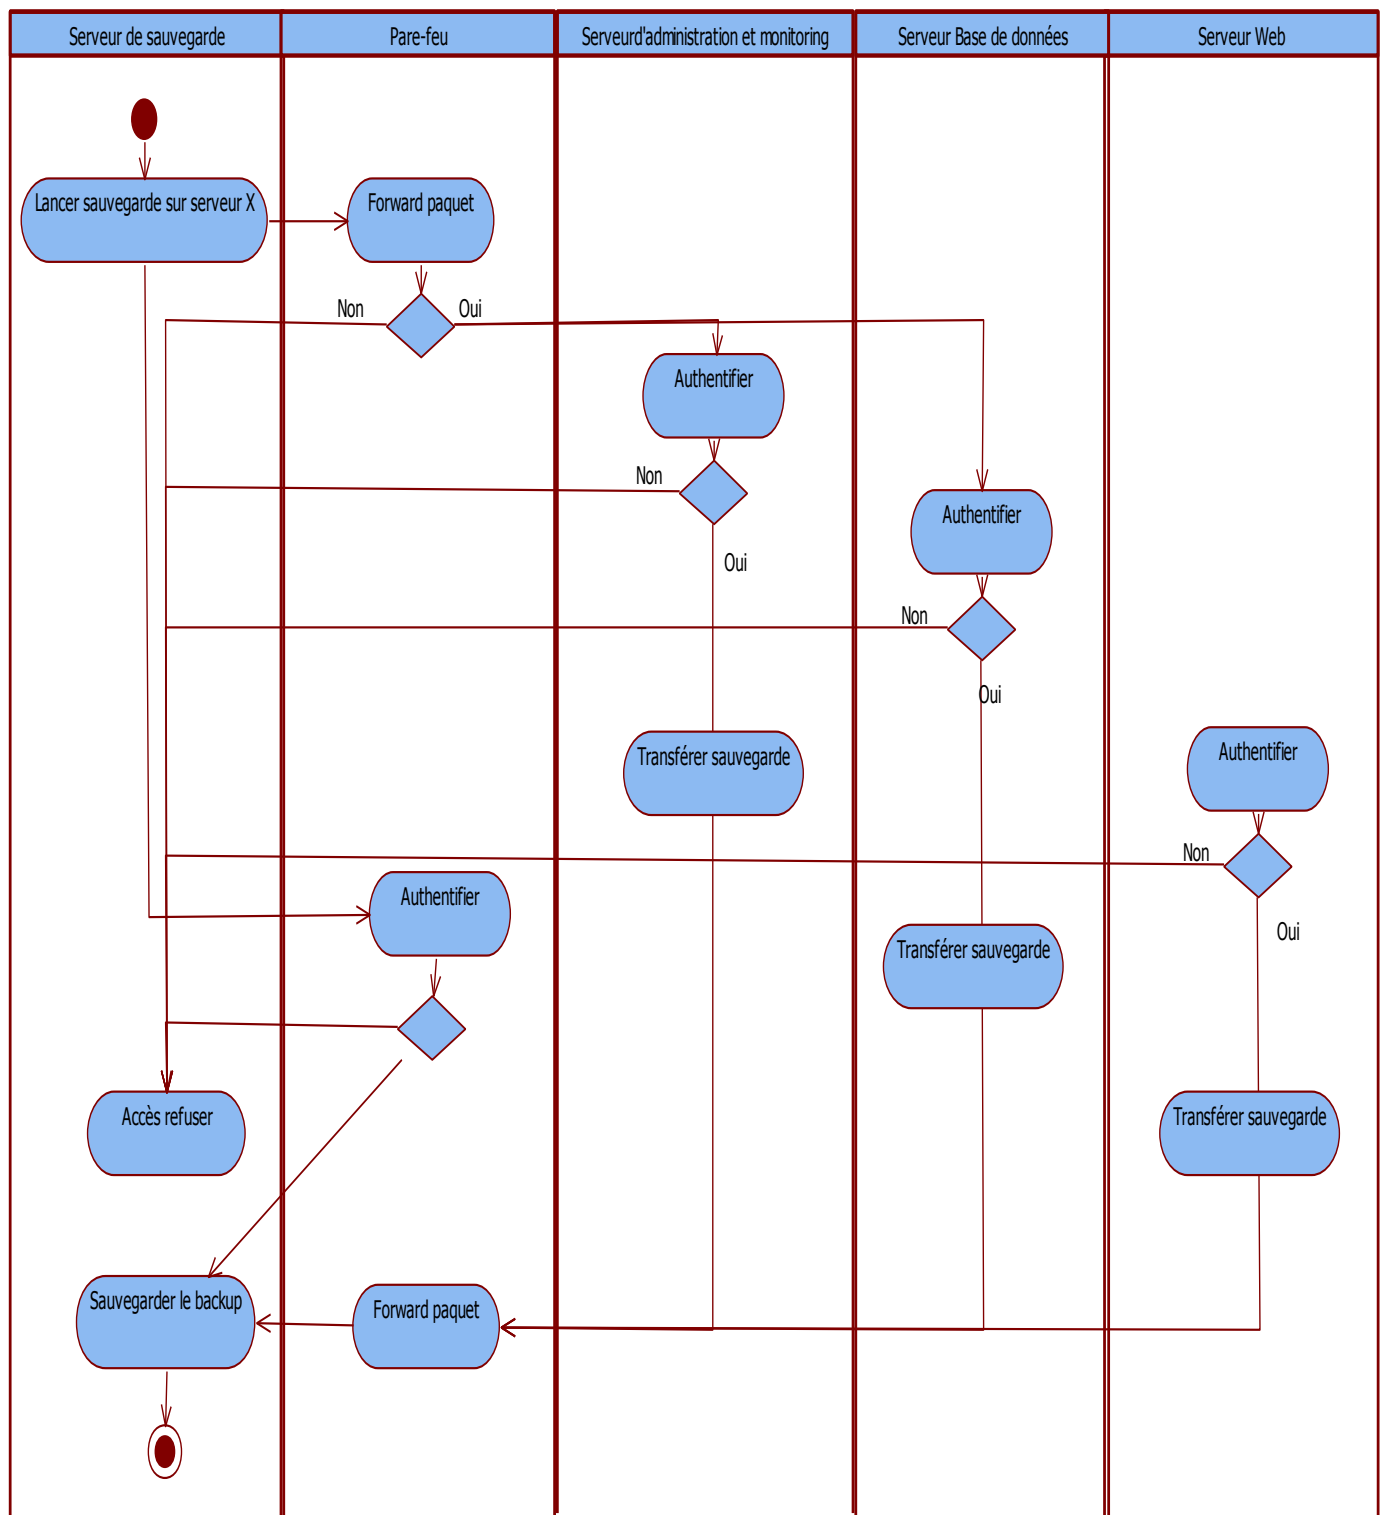 Serveur de sauvegarde
Pare-feu
Serveurd'administration et monitoring
Serveur Base de données
Serveur Web
Lancer sauvegarde sur serveur X
Forward paquet
Non
Oui
Authentifier
Non
Authentifier
Oui
Non
Oui
Transférer sauvegarde
Authentifier
Non
Authentifier
Oui
Transférer sauvegarde
Accès refuser
Transférer sauvegarde
Sauvegarder le backup
Forward paquet